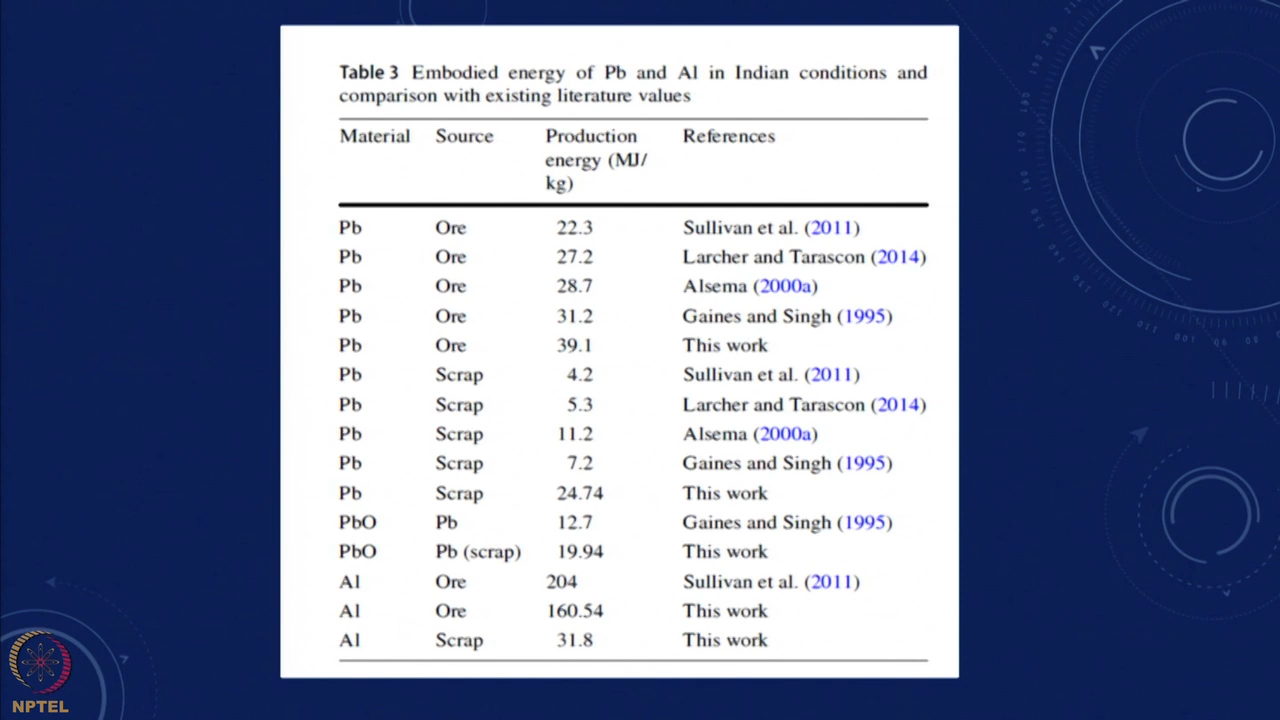 Table 3 Embodied energy of Pb and Al in Indian conditions and
comparison with existing literature values
Material Source Production energy (MJ/ kg) References
Pb Ore 22.3 Sullivan et al. (2011)
Pb Ore 27.2 Larcher and Tarascon (2014)
Pb Ore 28.7 Alsema (2000a)
Pb Ore 31.2 Gaines and Singh (1995)
Pb Ore 39.1 This work
Pb Scrap 4.2 Sullivan et al. (2011)
Pb Scrap 5.3 Larcher and Tarascon (2014)
Pb Scrap 11.2 Alsema (2000a)
Pb Scrap 7.2 Gaines and Singh (1995)
Pb Scrap 24.74 This work
PbO Pb 12.7 Gaines and Singh (1995)
PbO Pb (scrap) 19.94 This work
Al Ore 204 Sullivan et al. (2011)
Al Ore 160.54 This work
Al Scrap 31.8 This work
NPTEL